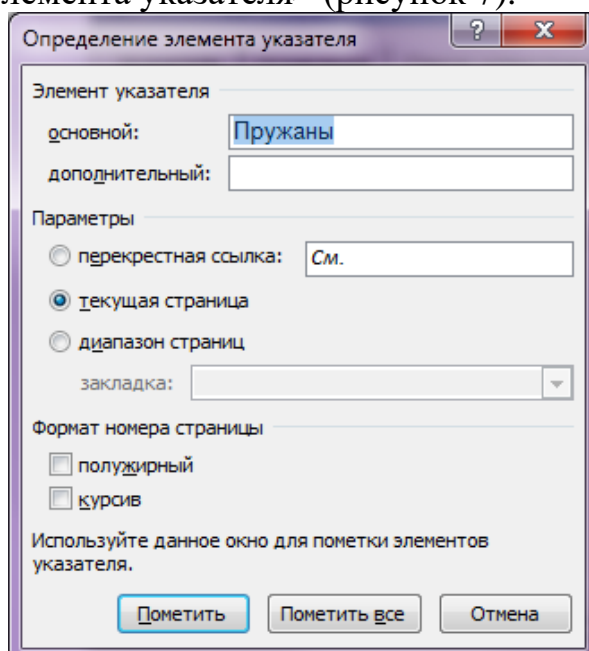 элемента указателя" (рисунок 7).
Определение элемента указателя
Элемент указателя
основной: Пружаны
дополнительный:
Параметры
перекрестная ссылка: См.
текущая страница
диапазон страниц
закладка:
Формат номера страницы
полужирный
курсив
Используйте данное окно для пометки элементов
указателя.
Пометить Пометить все Отмена